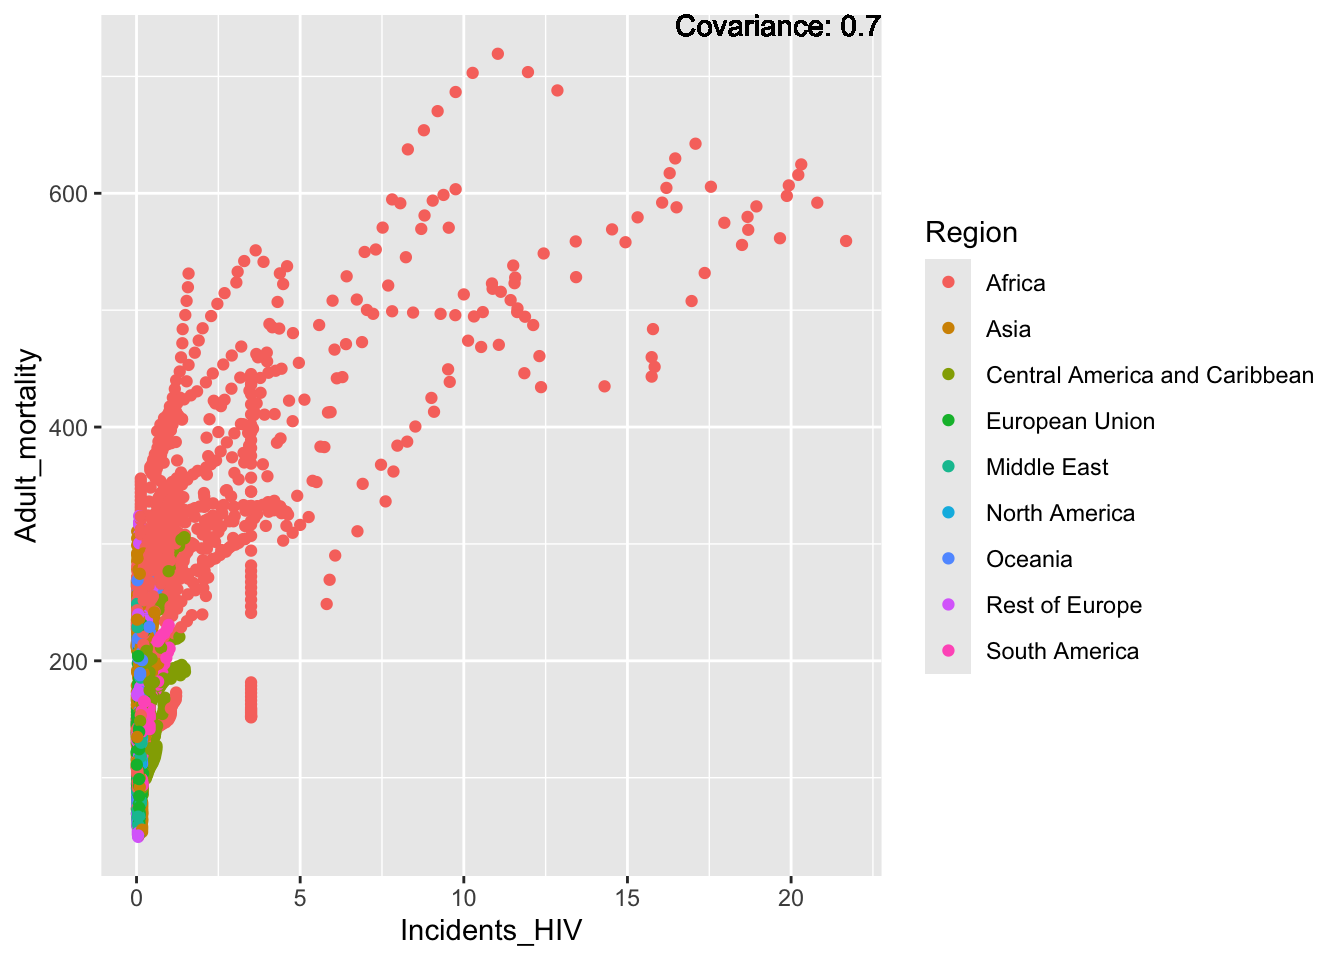 Covariance: 0.7
600
400
200
Adult_mortality
0 5 10 15 20
Incidents_HIV
Region
Africa
Asia
Central America and Caribbean
European Union
Middle East
North America
Oceania
Rest of Europe
South America